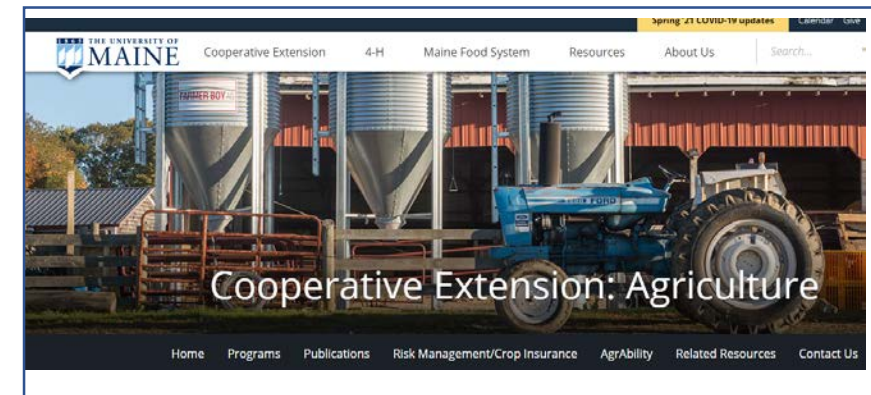 Spring '21 COVID-19 updates Calendar Give
1865 THE UNIVERSITY OF
MAINE
Cooperative Extension 4-H Maine Food System Resources About Us Search...
FARMER BOY
FORD
Cooperative Extension: Agriculture
Home Programs Publications Risk Management/Crop Insurance AgrAbility Related Resources Contact Us